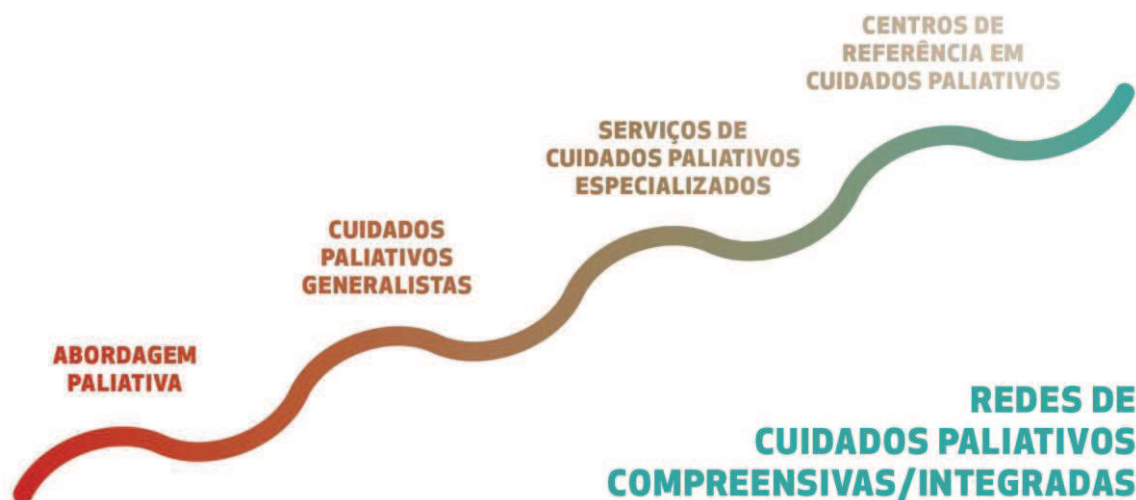 CENTROS DE
REFERÊNCIA EM
CUIDADOS PALIATIVOS
SERVIÇOS DE
CUIDADOS PALIATIVOS
ESPECIALIZADOS
CUIDADOS
PALIATIVOS
GENERALISTAS
ABORDAGEM
PALIATIVA
REDES DE
CUIDADOS PALIATIVOS
COMPREENSIVAS/INTEGRADAS